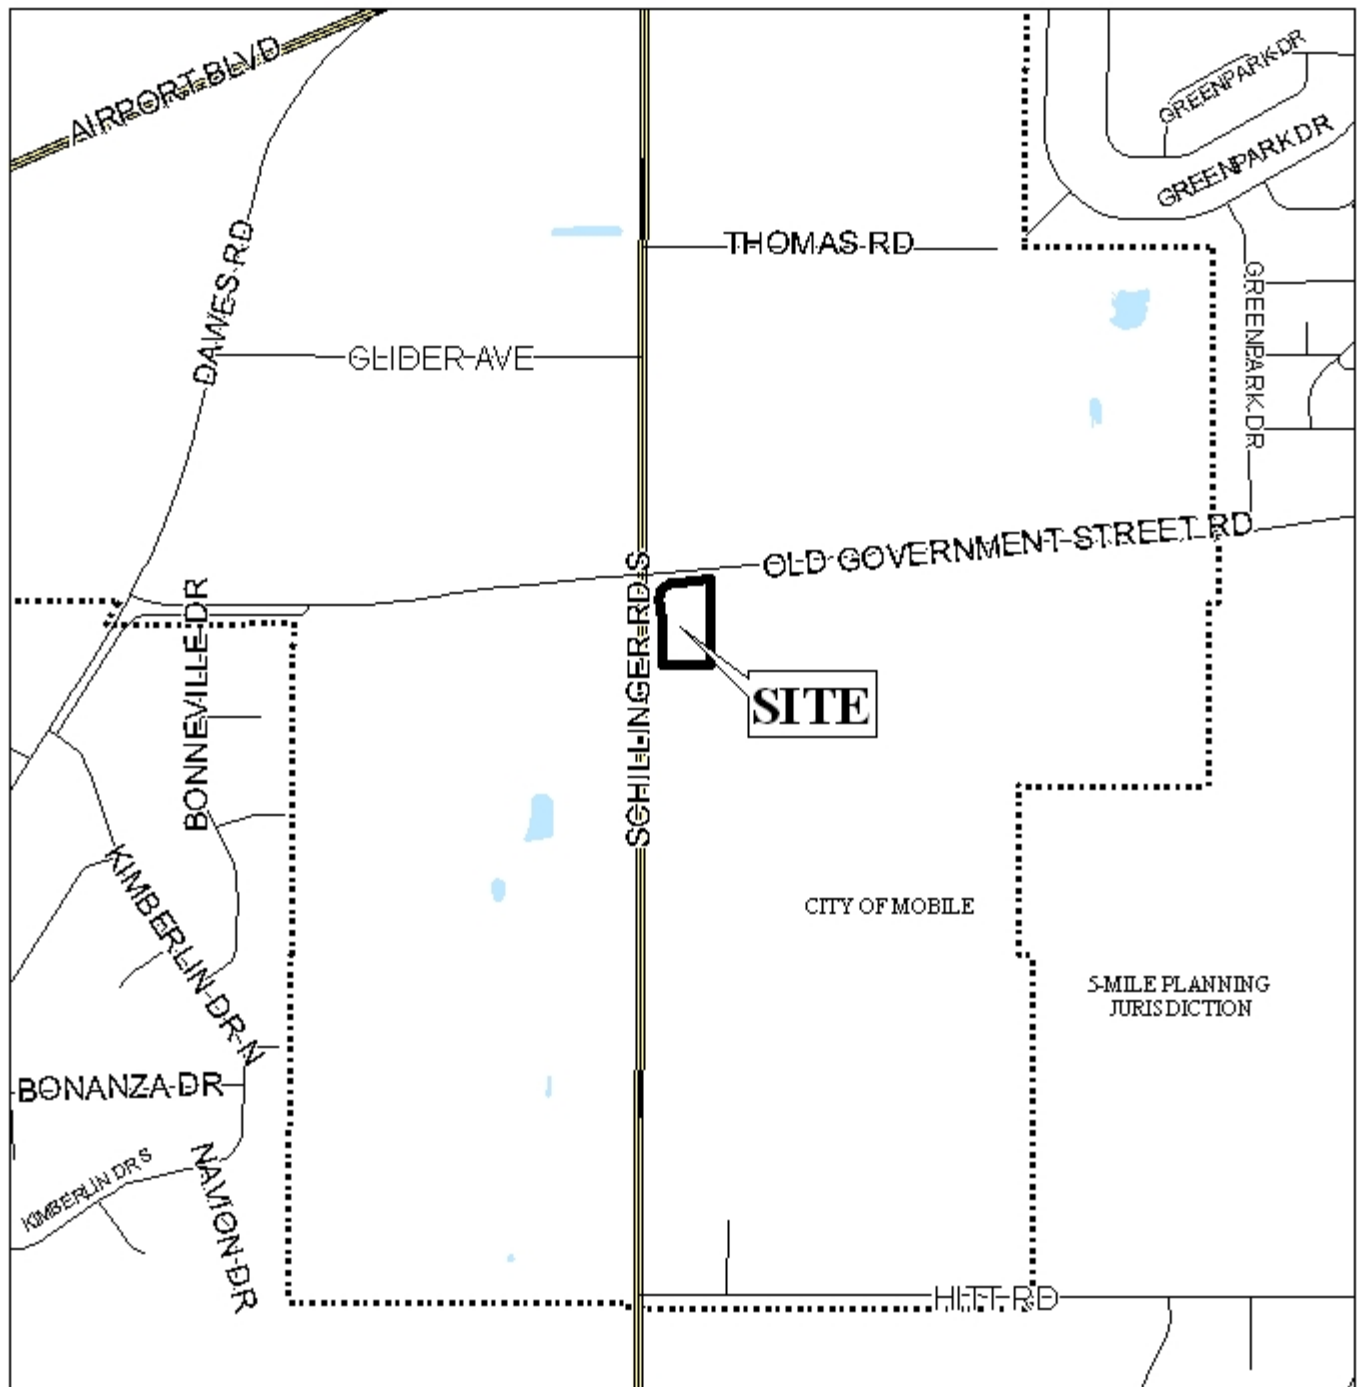 AIRPORT BLVD
GREENPARK DR
GREENPARK DR
DAWES RD
THOMAS RD
GREENPARK DR
GLIDER AVE
OLD GOVERNMENT STREET RD
BONNEVILLE DR
SCHILLINGER RD S
SITE
KIMBERLIN DR N
CITY OF MOBILE
5-MILE PLANNING
JURISDICTION
BONANZA DR
KIMBERLIN DR S
NAVION DR
HITT RD